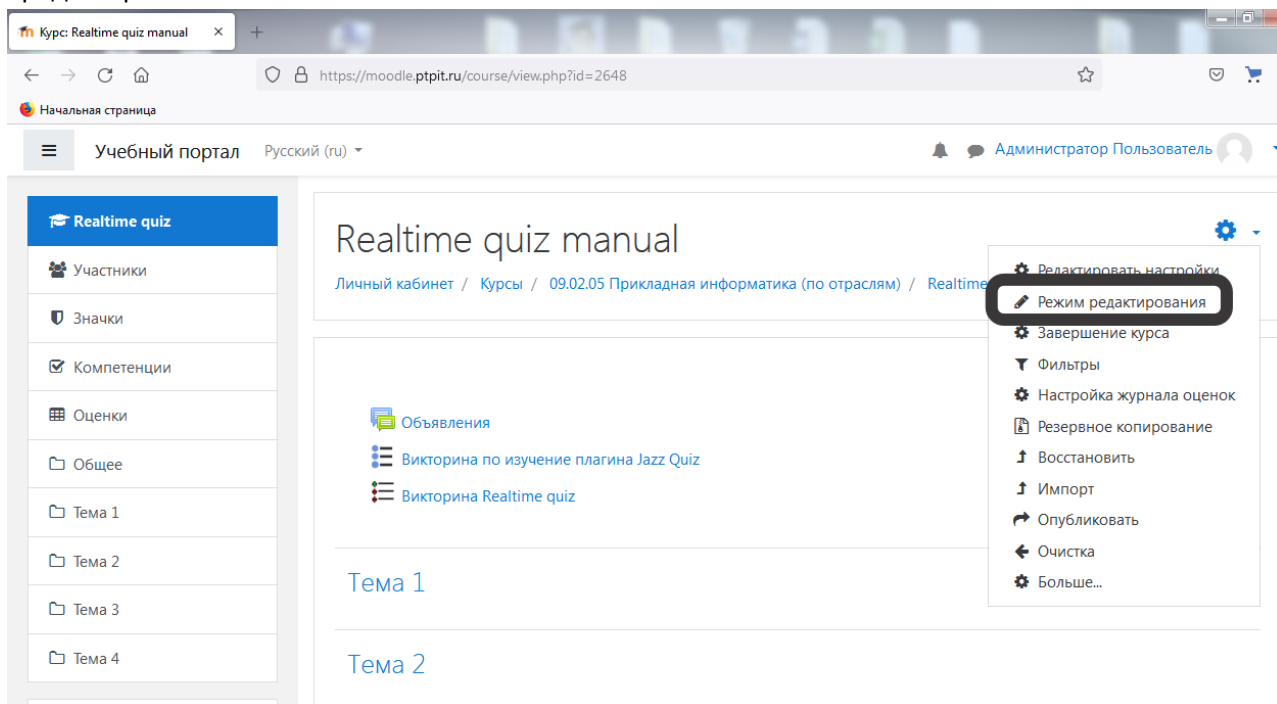 Курс: Realtime quiz manual
https://moodle.ptpit.ru/course/view.php?id=2648
Начальная страница
Учебный портал Русский (ru) Администратор Пользователь
Realtime quiz
Участники
Значки
Компетенции
Оценки
Общее
Тема 1
Тема 2
Тема 3
Тема 4
Realtime quiz manual
Личный кабинет / Курсы / 09.02.05 Прикладная информатика (по отраслям) / Realtime
Объявления
Викторина по изучение плагина Jazz Quiz
Викторина Realtime quiz
Тема 1
Тема 2
Редактировать настройки
Режим редактирования
Завершение курса
Фильтры
Настройка журнала оценок
Резервное копирование
Восстановить
Импорт
Опубликовать
Очистка
Больше...